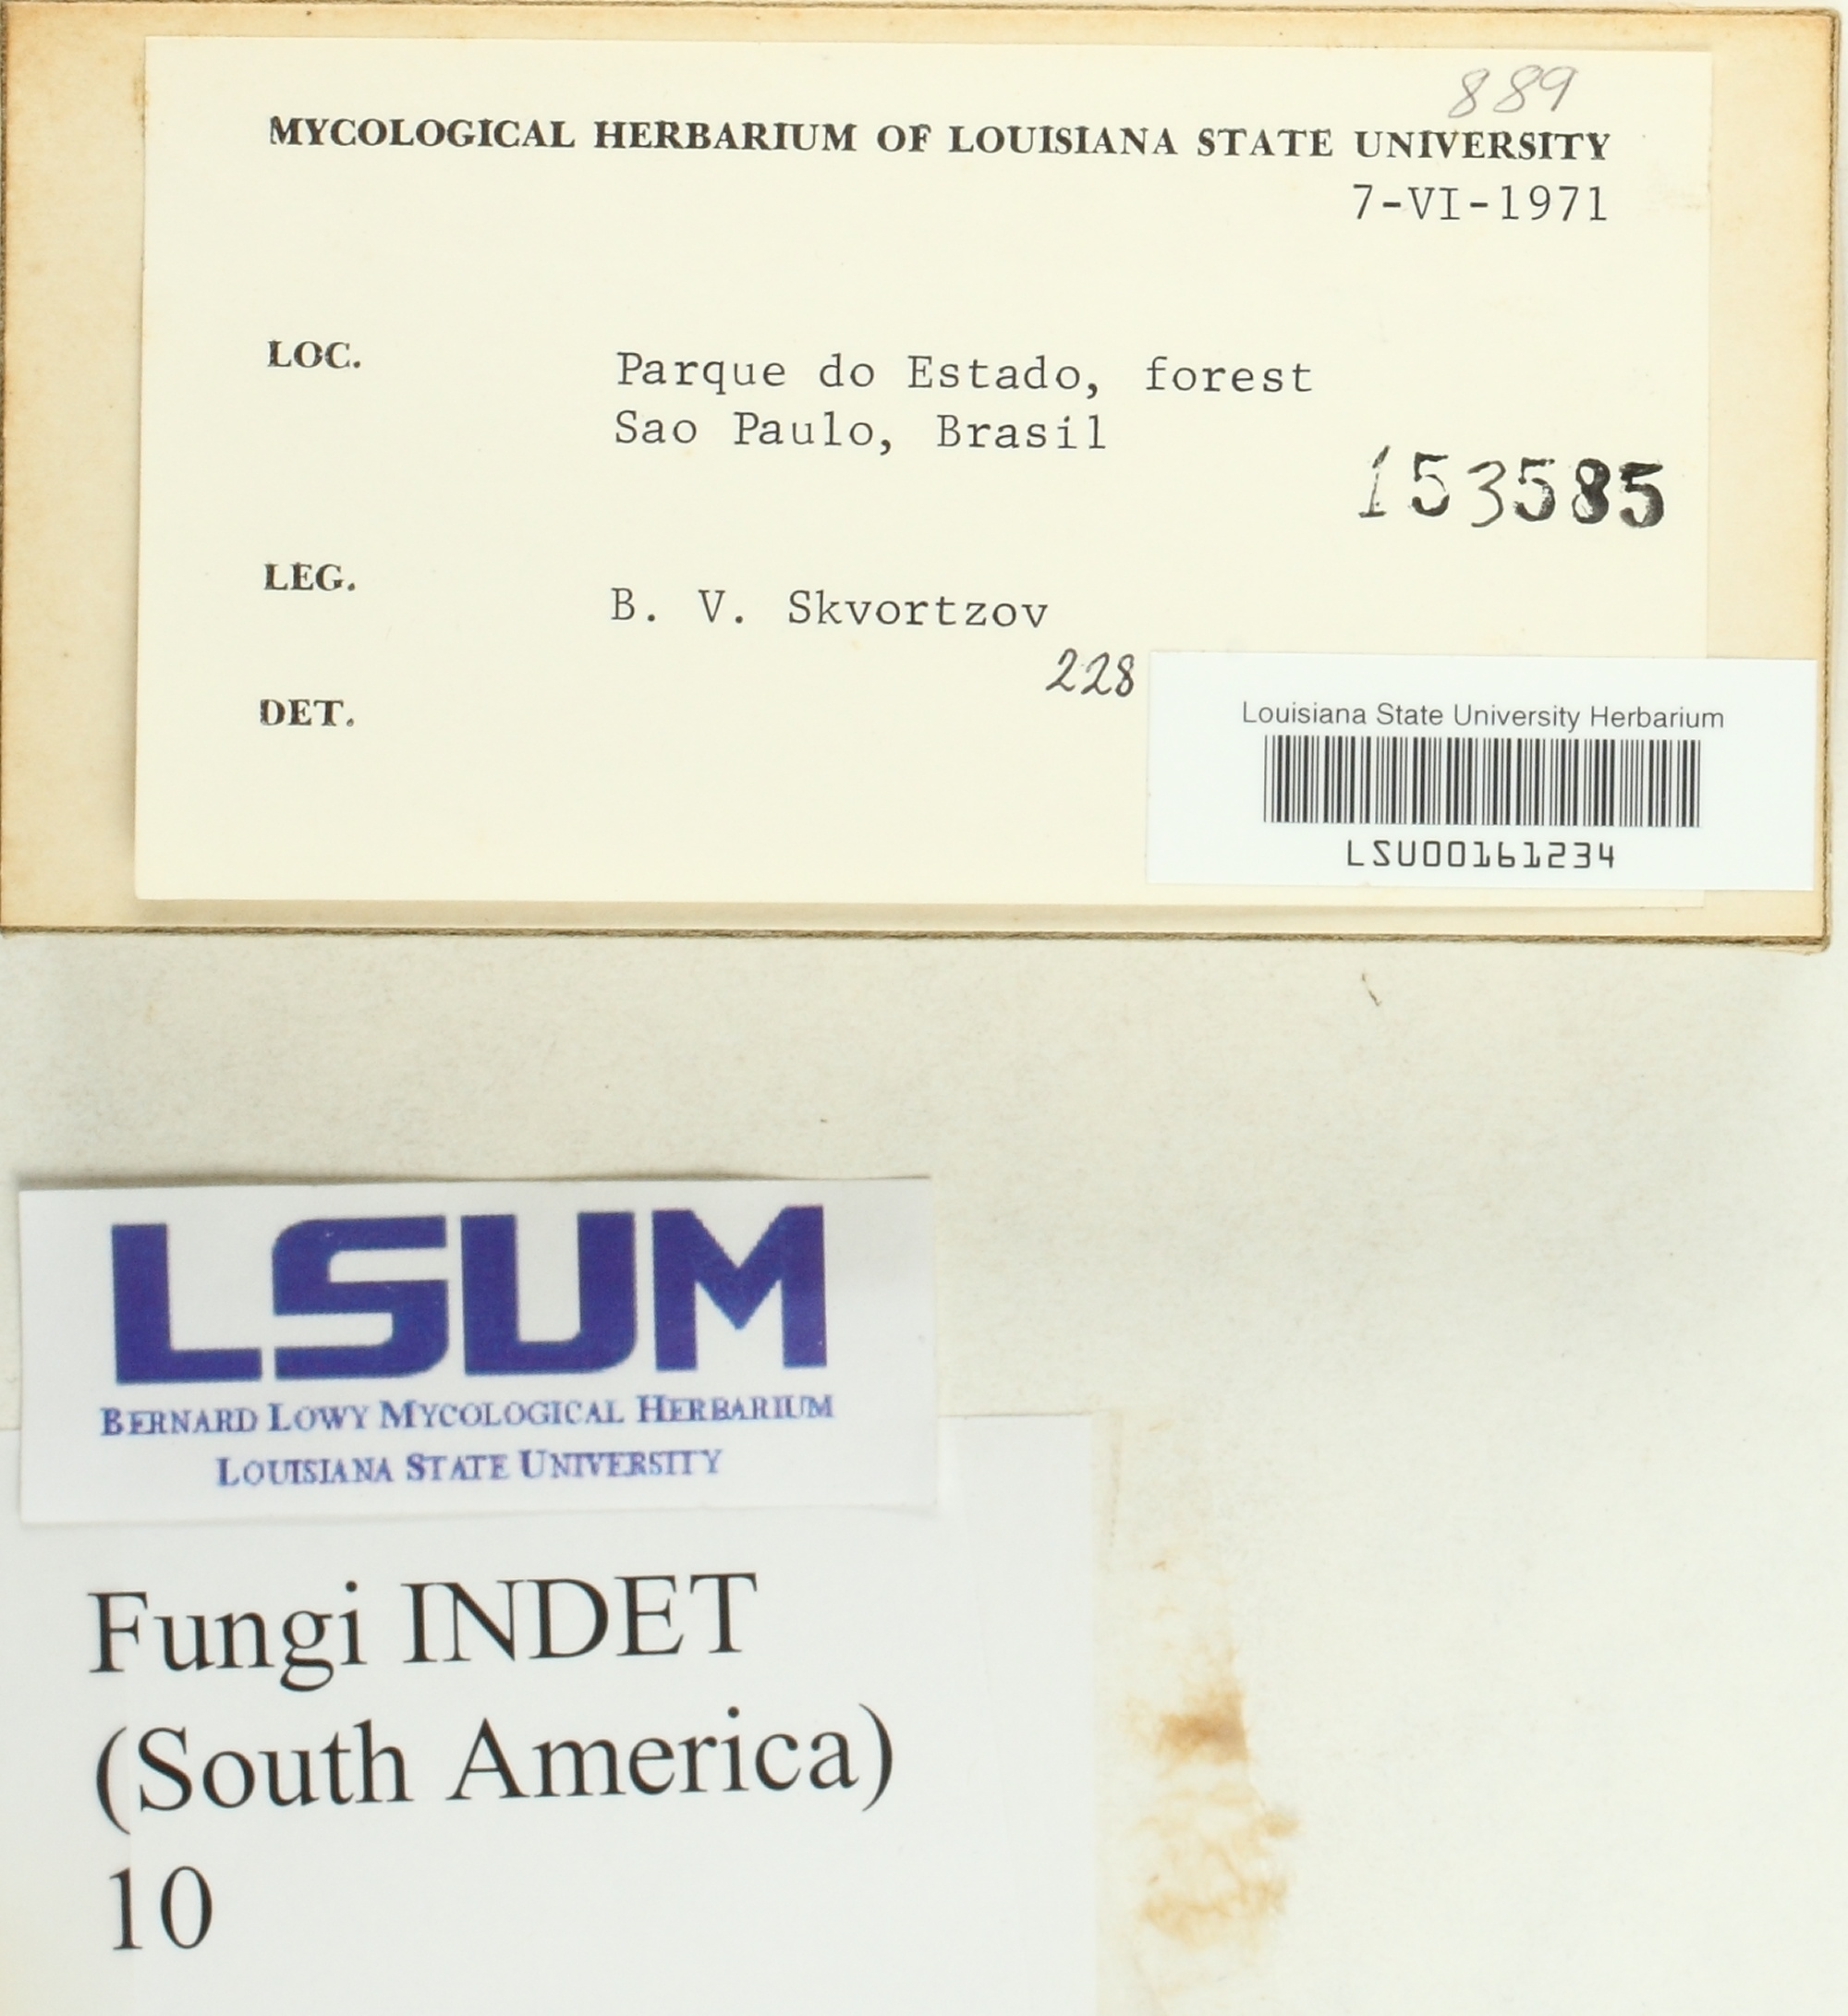 889
MYCOLOGICAL HERBARIUM OF LOUISIANA STATE UNIVERSITY
7-VI-1971
LOC. Parque do Estado, forest
Sao Paulo, Brasil
153585
LEG. B. V. Skvortzov
228
DET.
Louisiana State University Herbarium
LSU00161234
LSUM
BERNARD LOWY MYCOLOGICAL HERBARIUM
LOUISIANA STATE UNIVERSITY
Fungi INDET
(South America)
10